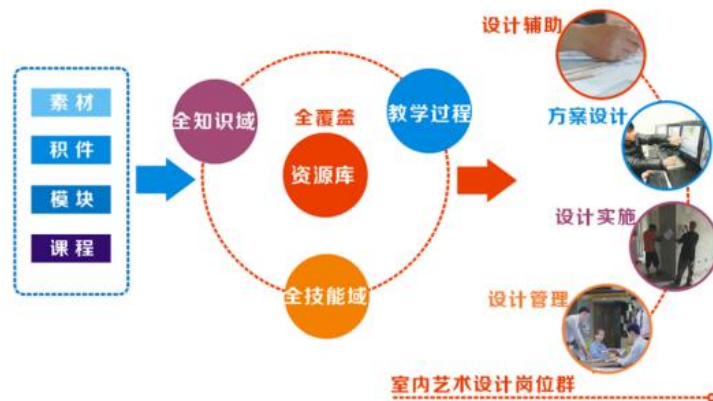 素材
积件
模块
课程
全知识域
教学过程
全覆盖
资源库
全技能域
设计辅助
方案设计
设计实施
设计管理
室内艺术设计岗位群